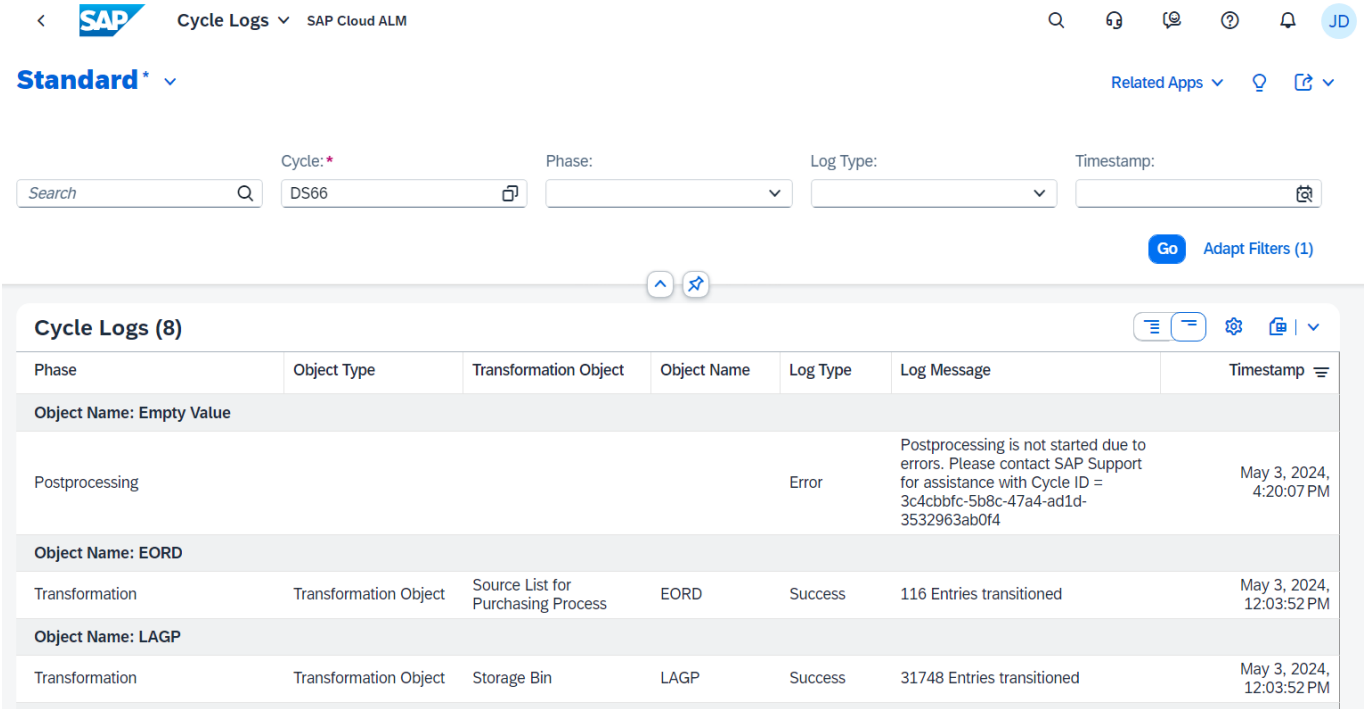 SAP Cycle Logs SAP Cloud ALM JD
Standard *
Related Apps
Cycle:* Phase: Log Type: Timestamp:
Search DS66
Go Adapt Filters (1)
Cycle Logs (8)
Phase Object Type Transformation Object Object Name Log Type Log Message Timestamp
Object Name: Empty Value
Postprocessing Error
Postprocessing is not started due to
errors. Please contact SAP Support
for assistance with Cycle ID =
3c4cbbfc-5b8c-47a4-ad1d-
3532963ab0f4
May 3, 2024,
4:20:07 PM
Object Name: EORD
Transformation Transformation Object
Source List for
Purchasing Process
EORD Success 116 Entries transitioned
May 3, 2024,
12:03:52 PM
Object Name: LAGP
Transformation Transformation Object Storage Bin LAGP Success 31748 Entries transitioned
May 3, 2024,
12:03:52 PM